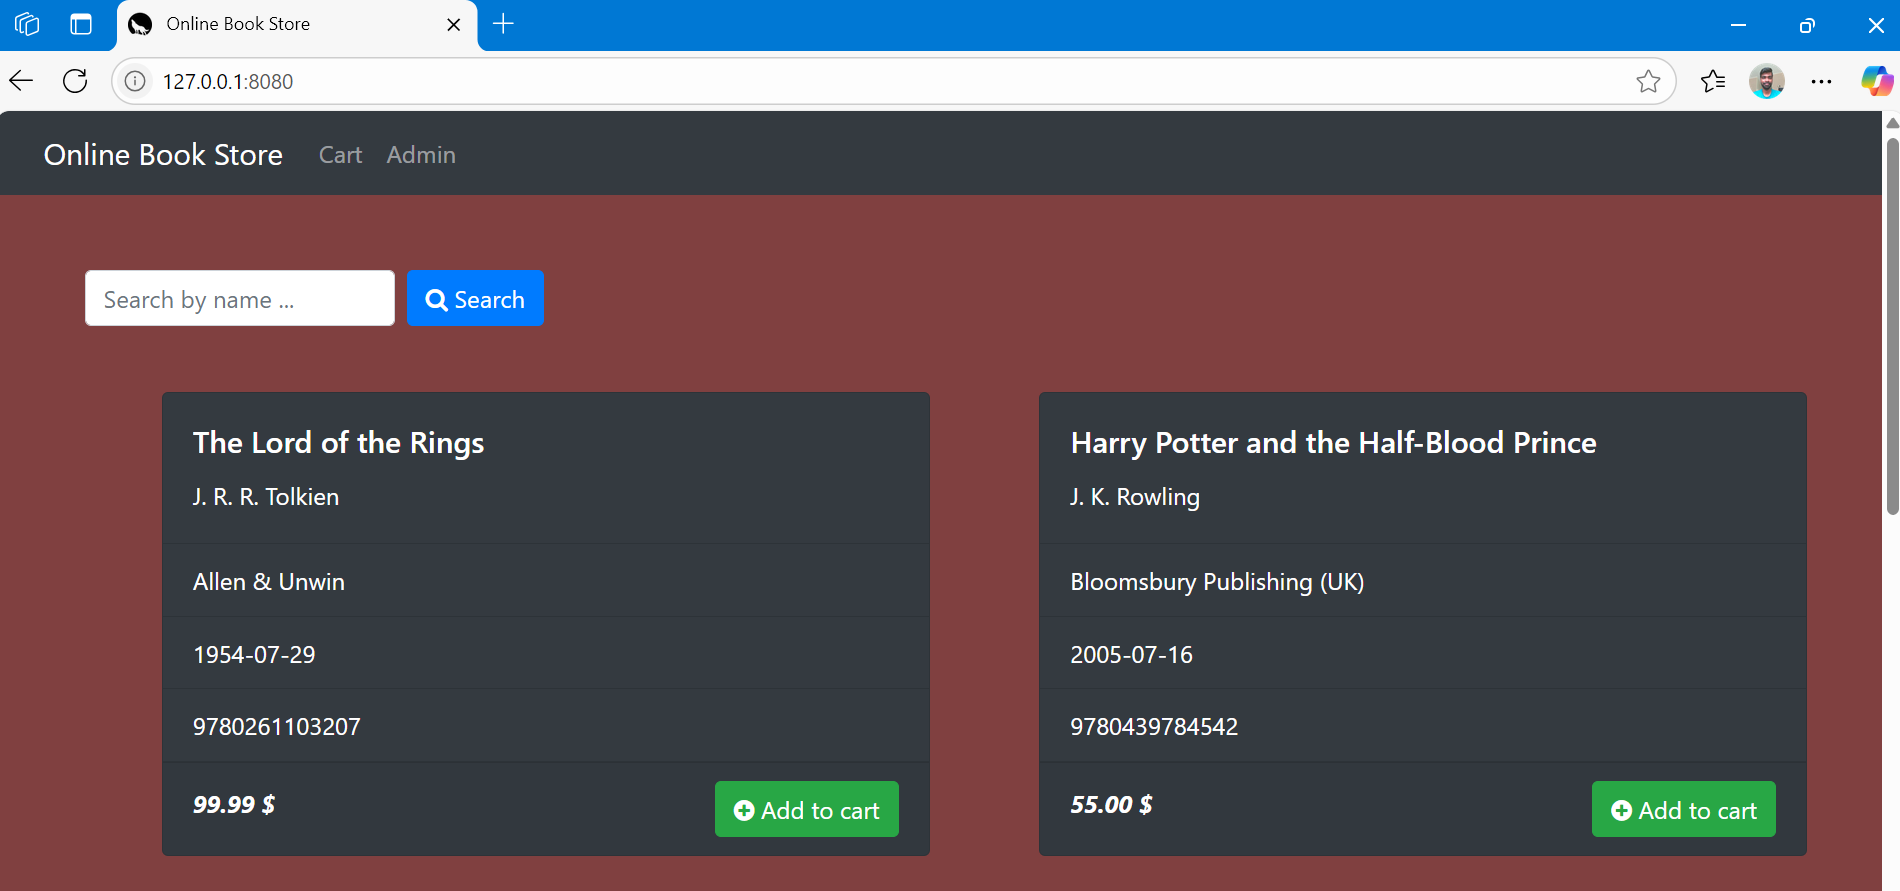 Online Book Store
127.0.0.1:8080
Online Book Store Cart Admin
Search by name ...
Search
The Lord of the Rings
J. R. R. Tolkien
Allen & Unwin
1954-07-29
9780261103207
99.99 $
Add to cart
Harry Potter and the Half-Blood Prince
J. K. Rowling
Bloomsbury Publishing (UK)
2005-07-16
9780439784542
55.00 $
Add to cart